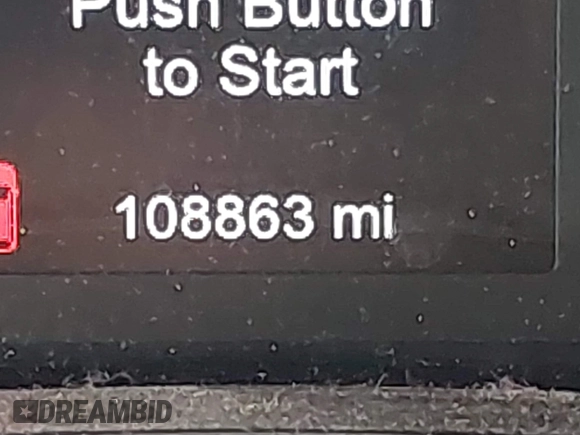 Push Button
to Start
108863 mi
DREAMBID